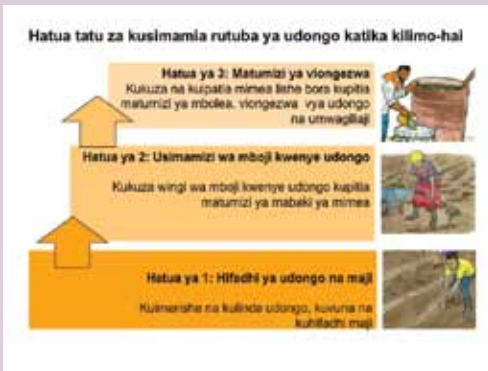 Hatua tatu za kusimamia rutuba ya udongo katika kilimo-hai
Hatua ya 3: Matumizi ya viongezwa
Kukuza na kuipatia mimea lishe bora kupitia
matumizi ya mbolea, viongezwa vya udongo
na umwagiliaji
Hatua ya 2: Usimamizi wa mboji kwenye udongo
Kukuza wingi wa mboji kwenye udongo kupitia
matumizi ya mabaki ya mimea
Hatua ya 1: Hifadhi ya udongo na maji
Kuimarisha na kulinda udongo, kuvuna na
kuhifadhi maji